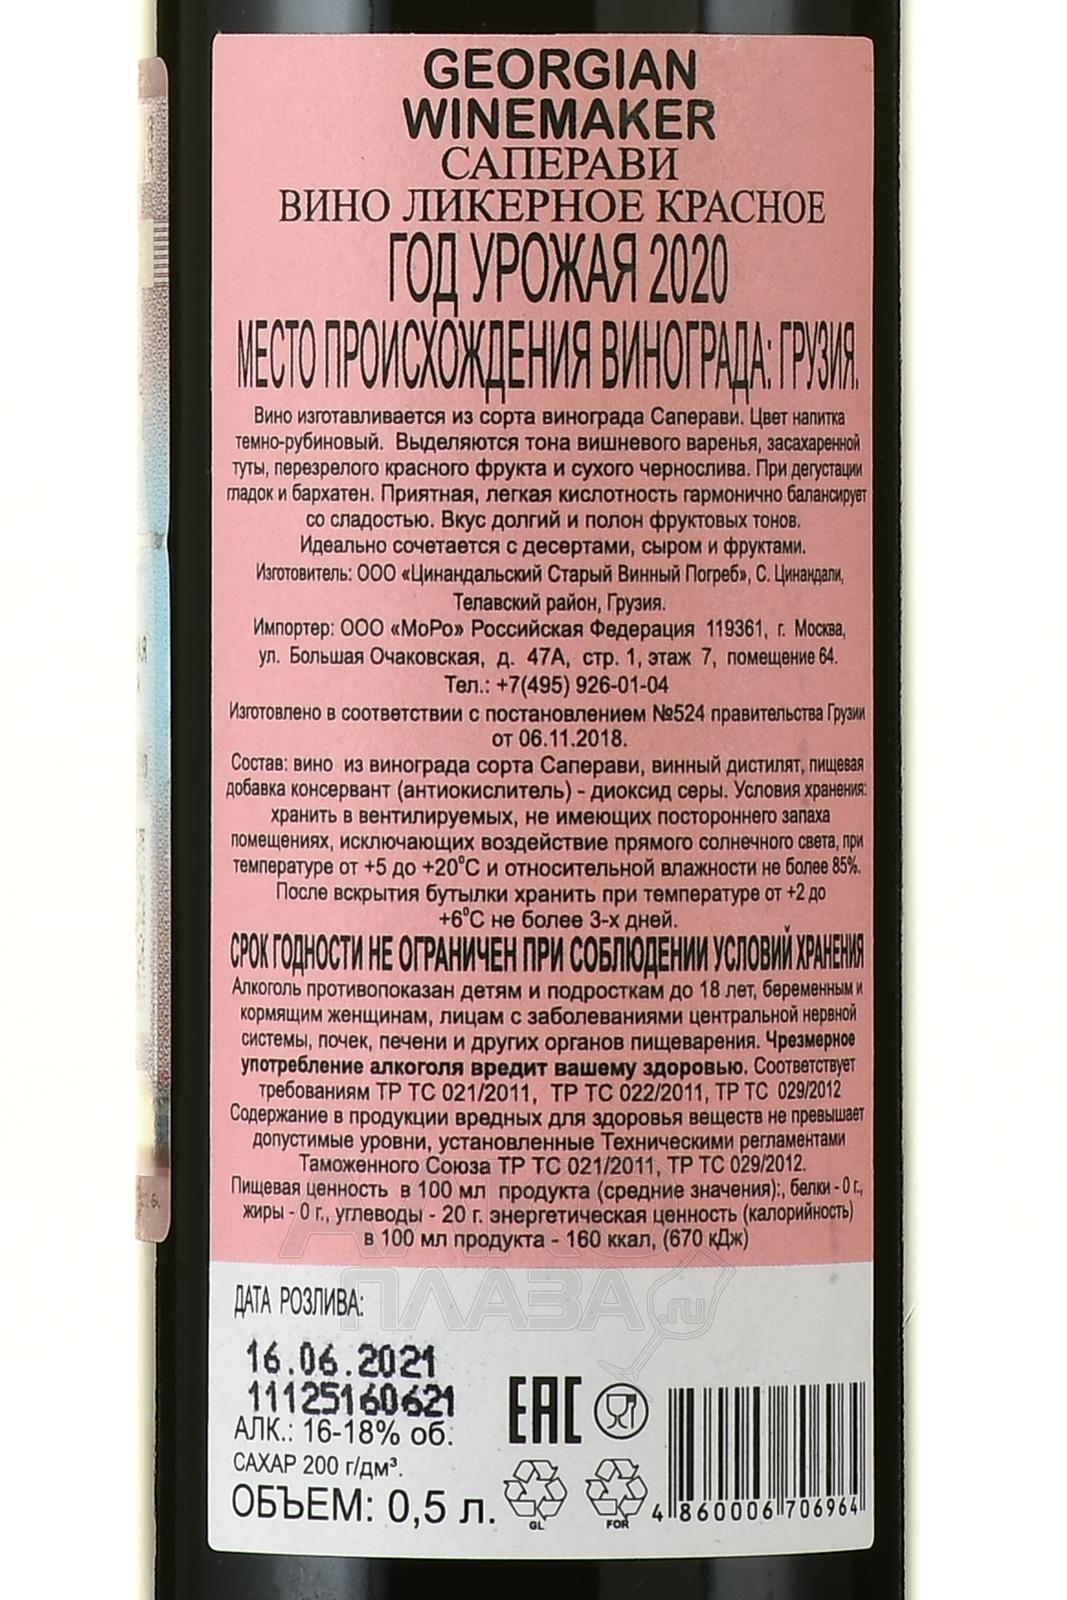 GEORGIAN
WINEMAKER
САПЕРАВИ
ВИНО ЛИКЕРНОЕ КРАСНОЕ
ГОД УРОЖАЯ 2020
МЕСТО ПРОИСХОЖДЕНИЯ ВИНОГРАДА: ГРУЗИЯ.
Вино изготавливается из сорта винограда Саперави. Цвет напитка
темно-рубиновый. Выделяются тона вишневого варенья, засахаренной
туты, перезрелого красного фрукта и сухого чернослива. При дегустации
гладок и бархатен. Приятная, легкая кислотность гармонично балансирует
со сладостью. Вкус долгий и полон фруктовых тонов.
Идеально сочетается с десертами, сыром и фруктами.
Изготовитель: ООО «Цинандальский Старый Винный Погреб», С. Цинандали,
Телавский район, Грузия.
Импортер: ООО «МоРо» Российская Федерация 119361, г. Москва,
ул. Большая Очаковская, д. 47А, стр. 1, этаж 7, помещение 64.
Тел.: +7(495) 926-01-04
Изготовлено в соответствии с постановлением №524 правительства Грузии
от 06.11.2018.
Состав: вино из винограда сорта Саперави, винный дистилят, пищевая
добавка консервант (антиокислитель) - диоксид серы. Условия хранения:
хранить в вентилируемых, не имеющих постороннего запаха
помещениях, исключающих воздействие прямого солнечного света, при
температуре от +5 до +20°С и относительной влажности не более 85%.
После вскрытия бутылки хранить при температуре от +2 до
+6°С не более 3-х дней.
СРОК ГОДНОСТИ НЕ ОГРАНИЧЕН ПРИ СОБЛЮДЕНИИ УСЛОВИЙ ХРАНЕНИЯ
Алкоголь противопоказан детям и подросткам до 18 лет, беременным и
кормящим женщинам, лицам с заболеваниями центральной нервной
системы, почек, печени и других органов пищеварения. Чрезмерное
употребление алкоголя вредит вашему здоровью. Соответствует
требованиям ТР ТС 021/2011, ТР ТС 022/2011, ТР ТС 029/2012
Содержание в продукции вредных для здоровья веществ не превышает
допустимые уровни, установленные Техническими регламентами
Таможенного Союза ТР ТС 021/2011, ТР ТС 029/2012.
Пищевая ценность в 100 мл продукта (средние значения):, белки - 0 г.,
жиры - 0 г., углеводы - 20 г. энергетическая ценность (калорийность)
в 100 мл продукта - 160 ккал, (670 кДж)
АЛКО
ПЛАЗА.ru
ДАТА РОЗЛИВА:
16.06.2021
11125160621
АЛК.: 16-18% об.
САХАР 200 г/дм³.
ОБЪЕМ: 0,5 л.
EAC
GL
FOR
4 860006 706964